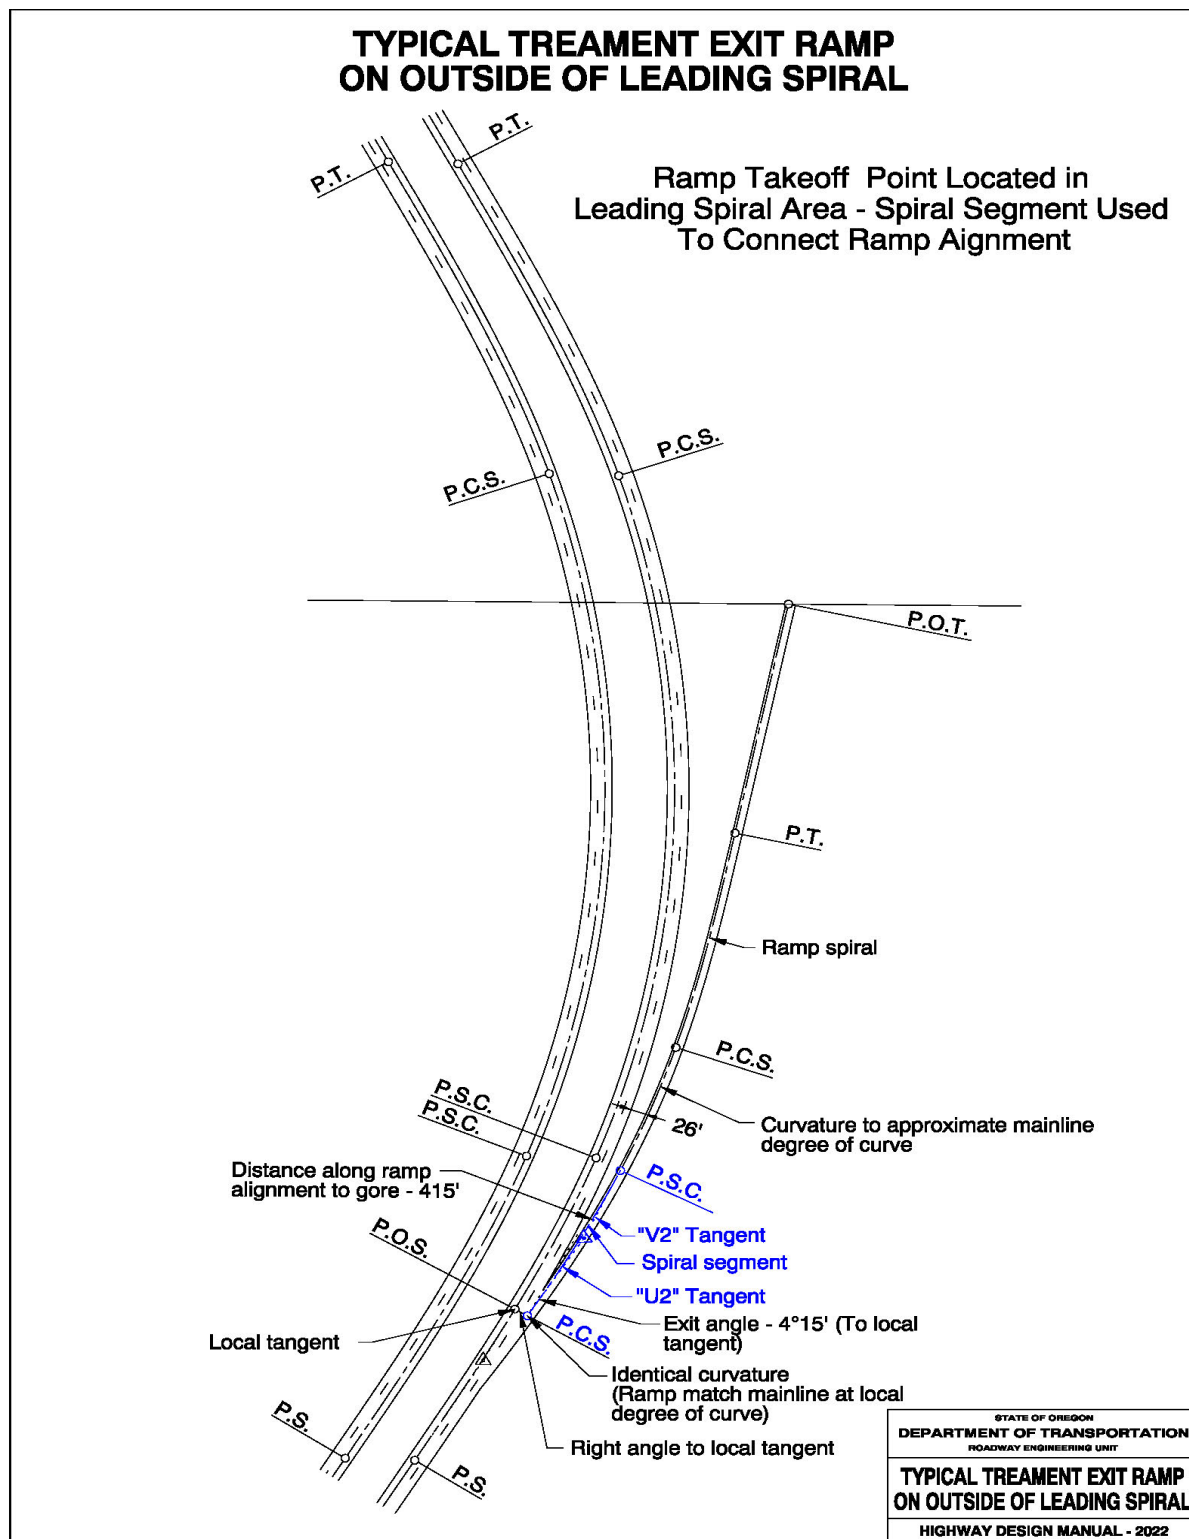 TYPICAL TREAMENT EXIT RAMP
ON OUTSIDE OF LEADING SPIRAL
P.T.
P.T.
Ramp Takeoff Point Located in
Leading Spiral Area - Spiral Segment Used
To Connect Ramp Aignment
P.C.S.
P.C.S.
P.O.T.
P.T.
Ramp spiral
P.C.S.
P.S.C.
P.S.C.
26'
Curvature to approximate mainline
degree of curve
Distance along ramp
alignment to gore - 415'
P.S.C.
"V2" Tangent
Spiral segment
"U2" Tangent
P.O.S.
Exit angle - 4°15' (To local
tangent)
P.C.S.
Local tangent
Identical curvature
(Ramp match mainline at local
degree of curve)
Right angle to local tangent
P.S.
P.S.
STATE OF OREGON
DEPARTMENT OF TRANSPORTATION
ROADWAY ENGINEERING UNIT
TYPICAL TREAMENT EXIT RAMP
ON OUTSIDE OF LEADING SPIRAL
HIGHWAY DESIGN MANUAL - 2022